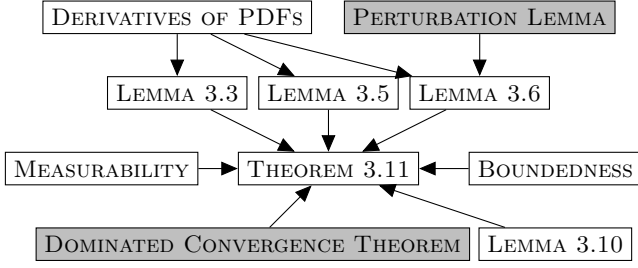 DERIVATIVES OF PDFS
PERTURBATION LEMMA
LEMMA 3.3
LEMMA 3.5
LEMMA 3.6
MEASURABILITY
THEOREM 3.11
BOUNDEDNESS
DOMINATED CONVERGENCE THEOREM
LEMMA 3.10